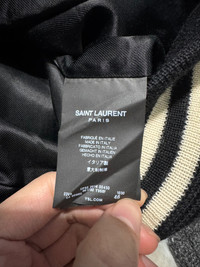 SAINT LAURENT
PARIS
FABRIQUÉ EN ITALIE
MADE IN ITALY
FABBRICATO IN ITALIA
GEMACHT IN ITALIEN
HECHO EN ITALIA
イタリア製
意大利制造
YSL.COM